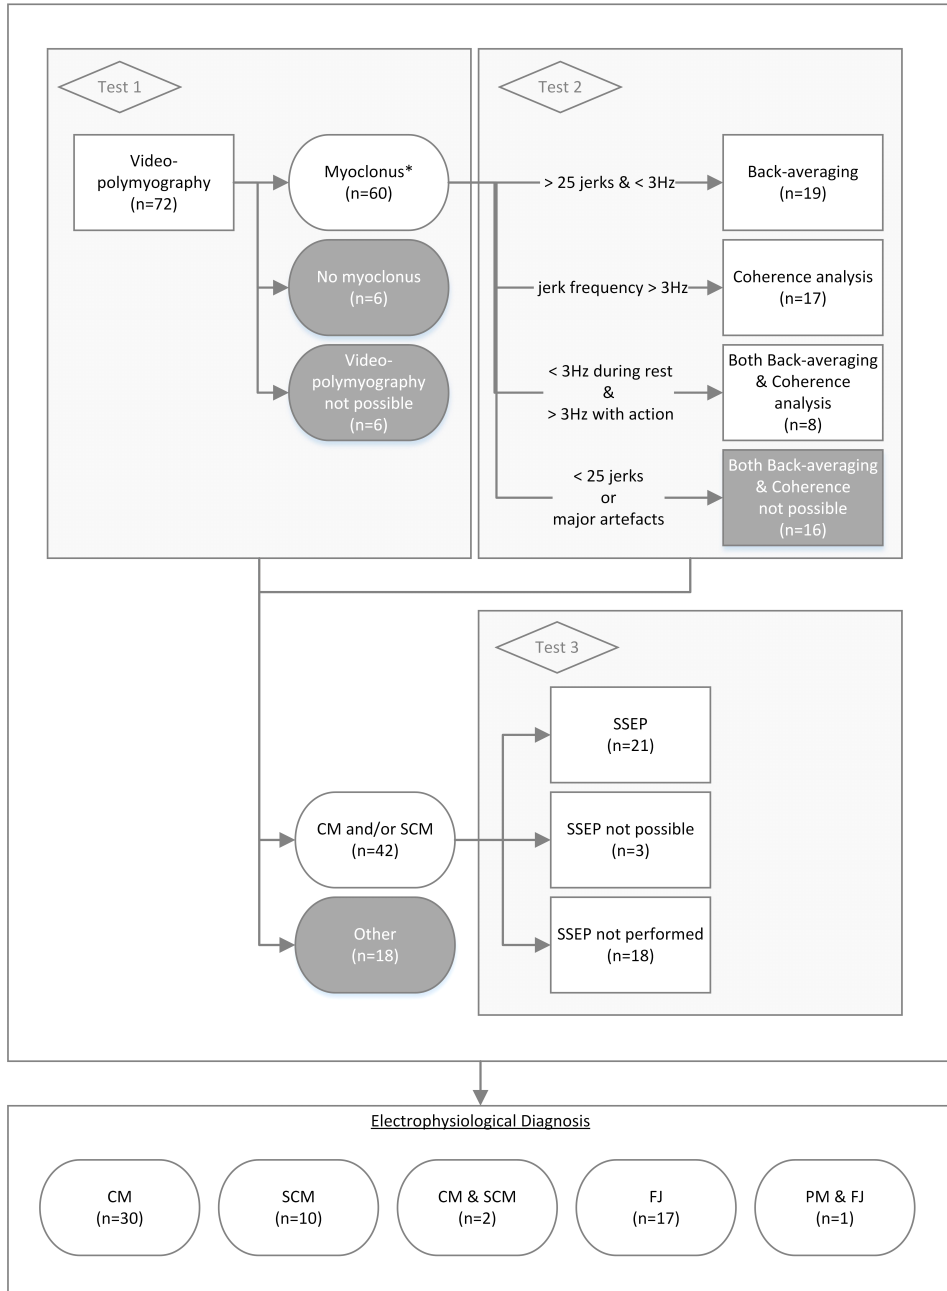 Test 1
Video-
polymyography
(n=72)
Myoclonus*
(n=60)
No myoclonus
(n=6)
Video-
polymyography
not possible
(n=6)
Test 2
> 25 jerks & < 3Hz
Back-averaging
(n=19)
jerk frequency > 3Hz
Coherence analysis
(n=17)
< 3Hz during rest
&
> 3Hz with action
Both Back-averaging
& Coherence
analysis
(n=8)
< 25 jerks
or
major artefacts
Both Back-averaging
& Coherence
not possible
(n=16)
Test 3
SSEP
(n=21)
CM and/or SCM
(n=42)
SSEP not possible
(n=3)
Other
(n=18)
SSEP not performed
(n=18)
Electrophysiological Diagnosis
CM
(n=30)
SCM
(n=10)
CM & SCM
(n=2)
FJ
(n=17)
PM & FJ
(n=1)